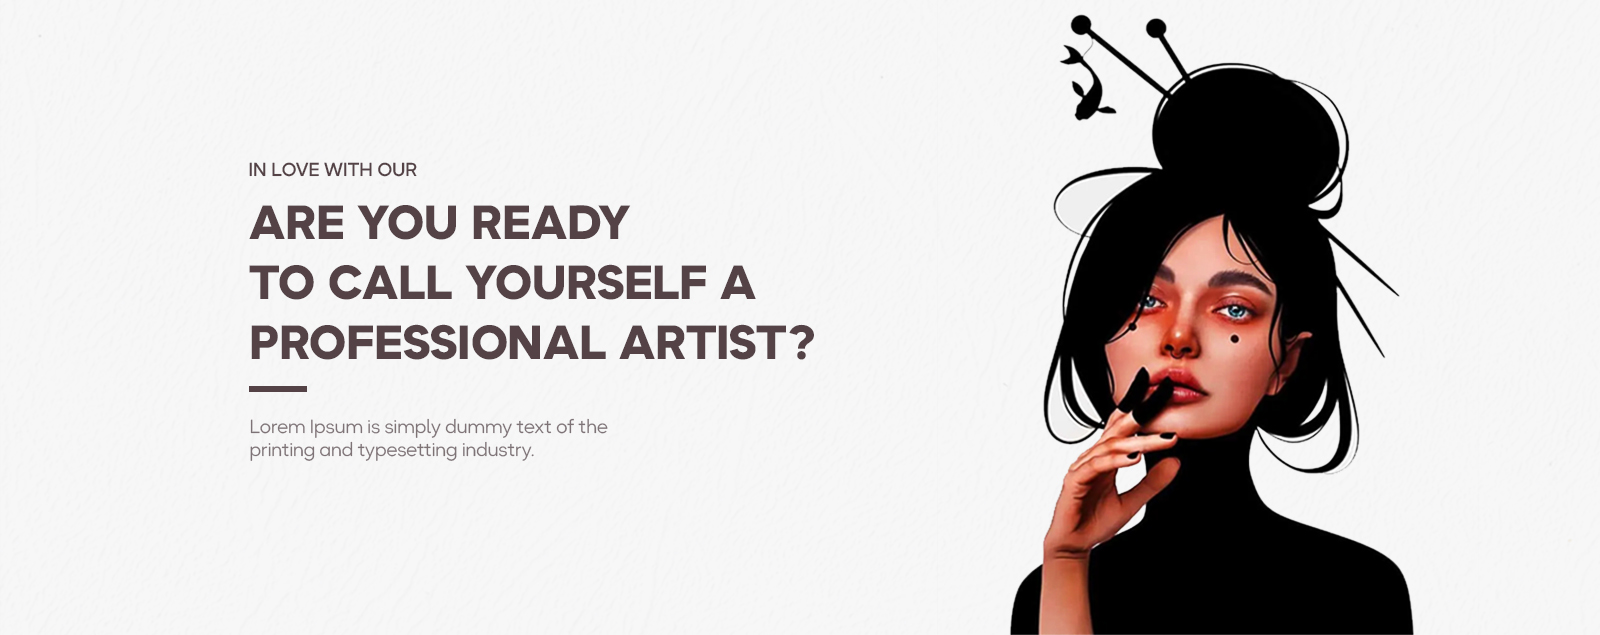 IN LOVE WITH OUR
ARE YOU READY
TO CALL YOURSELF A
PROFESSIONAL ARTIST?
Lorem Ipsum is simply dummy text of the
printing and typesetting industry.